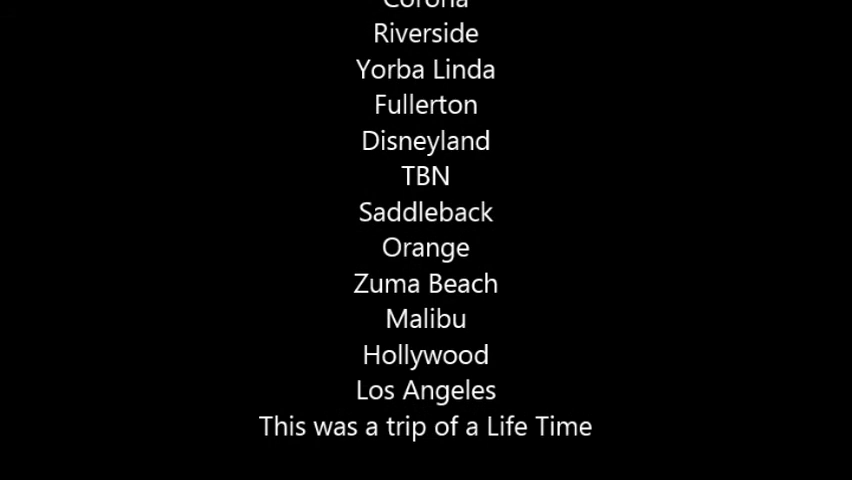 Corona
Riverside
Yorba Linda
Fullerton
Disneyland
TBN
Saddleback
Orange
Zuma Beach
Malibu
Hollywood
Los Angeles
This was a trip of a Life Time